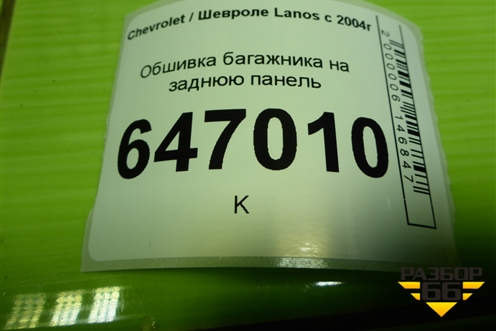 Chevrolet / Шевроле Lanos с 2004г
Обшивка багажника на
заднюю панель
647010
К
2000006146847
РАЗБОР
66